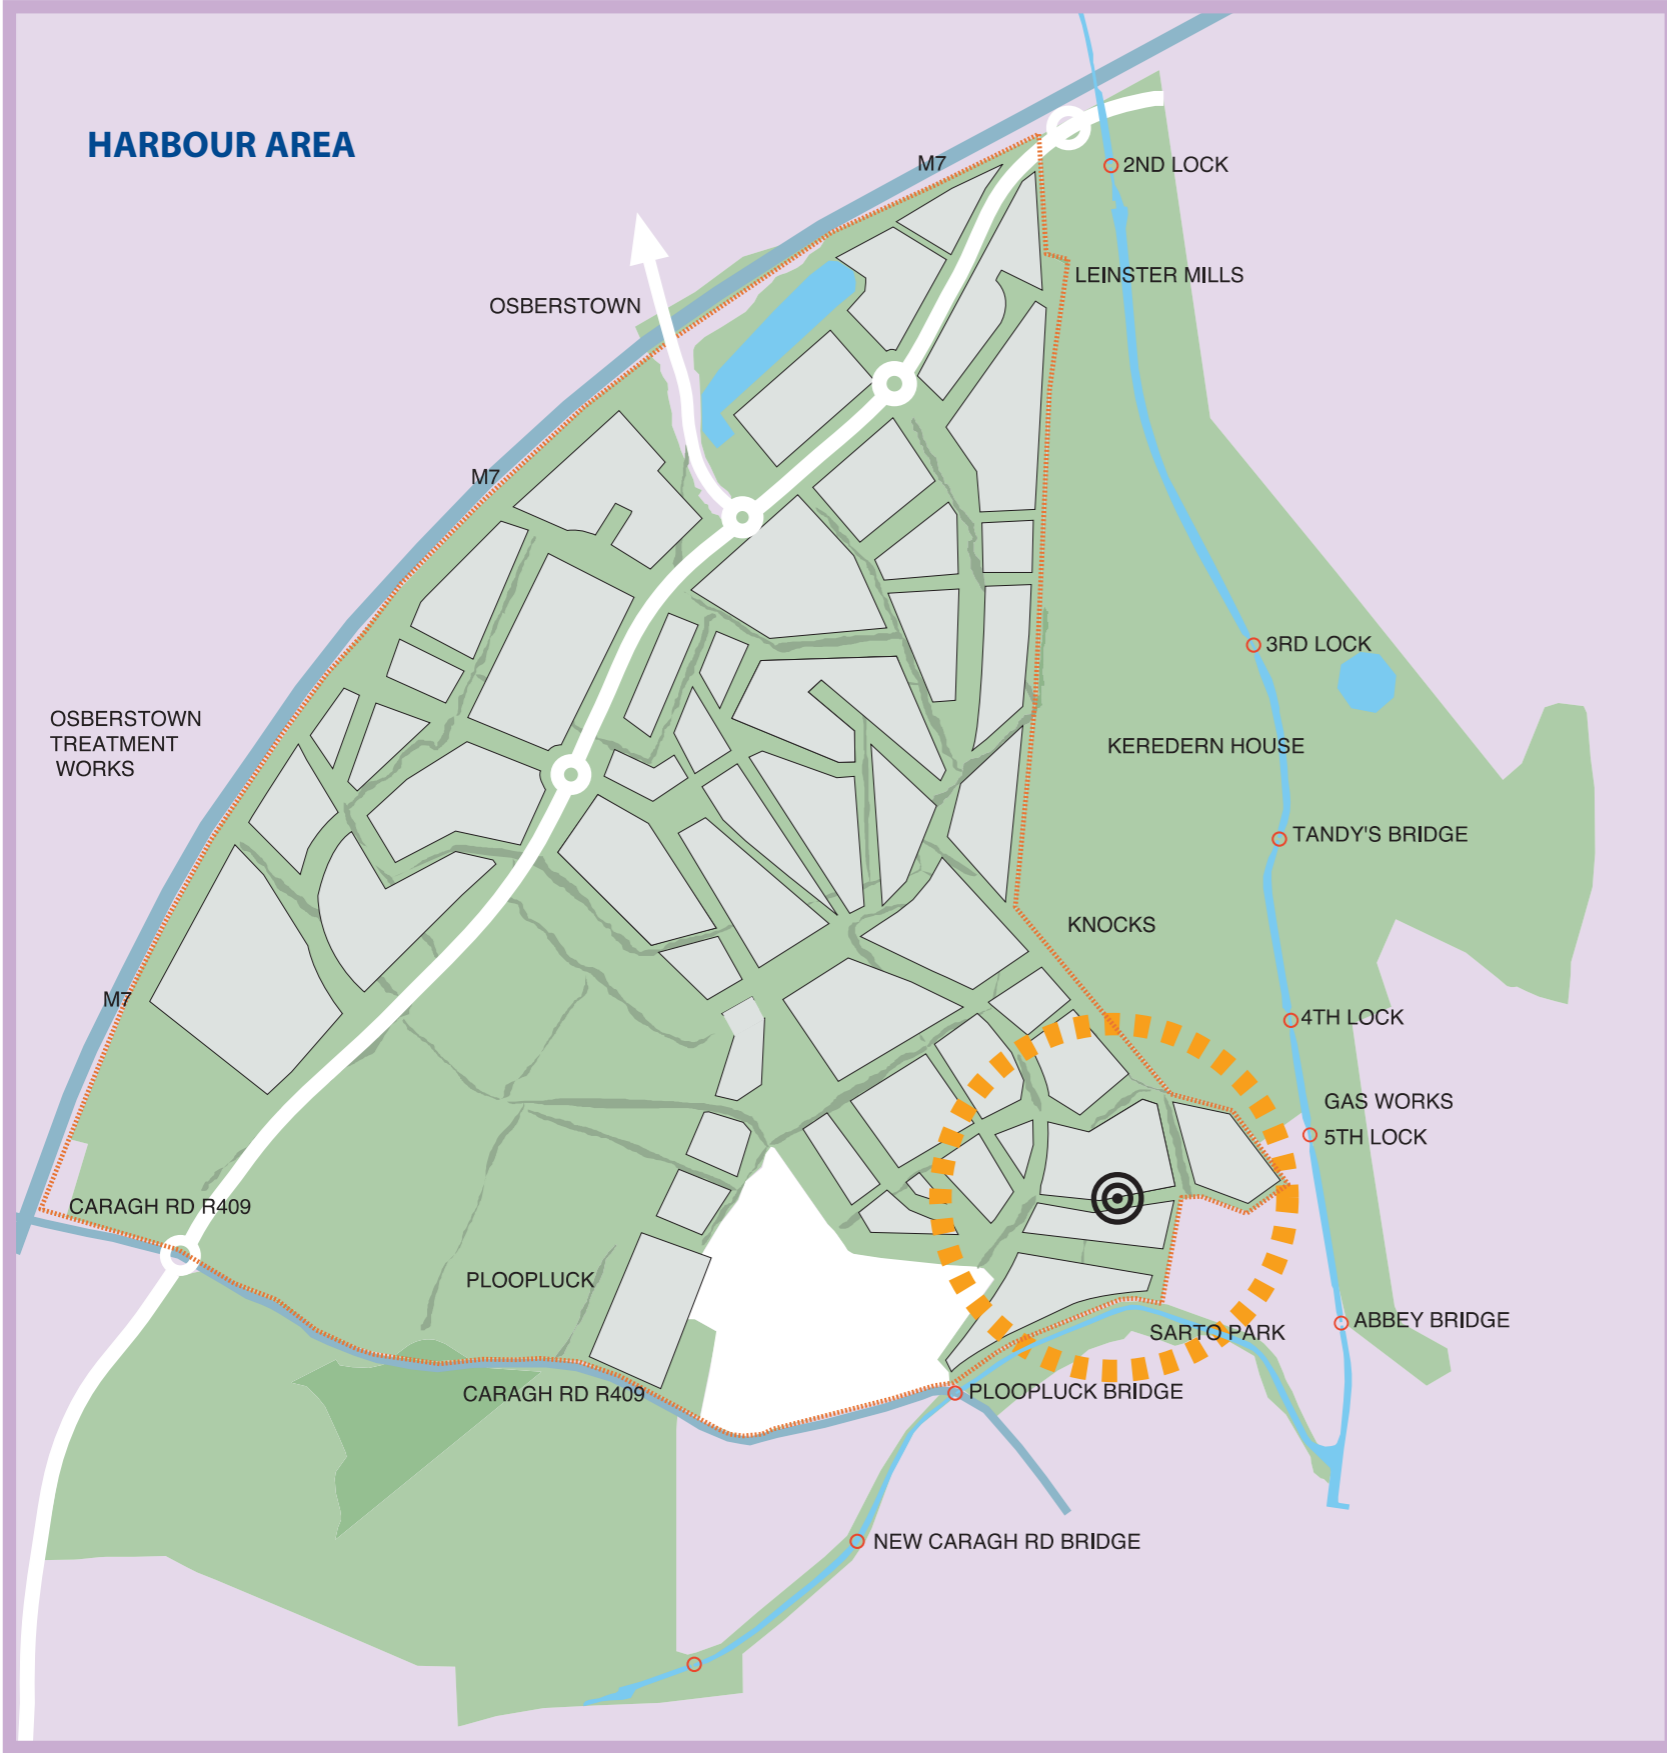 HARBOUR AREA
M7
2ND LOCK
LEINSTER MILLS
OSBERSTOWN
M7
3RD LOCK
OSBERSTOWN
TREATMENT
WORKS
KEREDERN HOUSE
TANDY'S BRIDGE
KNOCKS
M7
4TH LOCK
GAS WORKS
5TH LOCK
CARAGH RD R409
PLOOPLUCK
ABBEY BRIDGE
SARTO PARK
CARAGH RD R409
PLOOPLUCK BRIDGE
NEW CARAGH RD BRIDGE